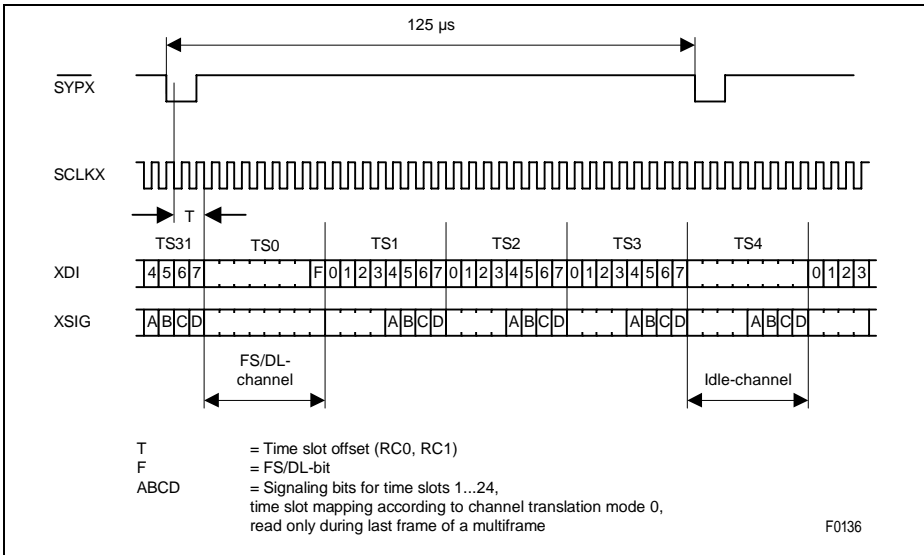 125 µs
SYPX
SCLKX
T
TS31 TS0 TS1 TS2 TS3 TS4
XDI 4 5 6 7 F 0 1 2 3 4 5 6 7 0 1 2 3 4 5 6 7 0 1 2 3 4 5 6 7 0 1 2 3
XSIG A B C D A B C D A B C D A B C D A B C D
FS/DL-
channel
Idle-channel
T = Time slot offset (RC0, RC1)
F = FS/DL-bit
ABCD = Signaling bits for time slots 1...24,
time slot mapping according to channel translation mode 0,
read only during last frame of a multiframe
F0136